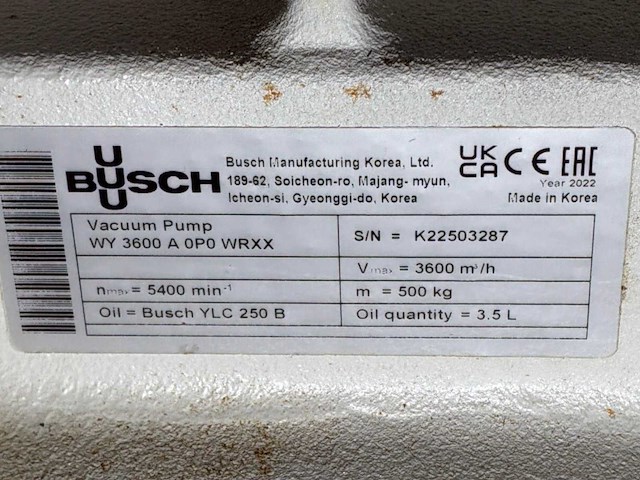 BUSCH
Busch Manufacturing Korea, Ltd.
189-62, Soicheon-ro, Majang- myun,
Icheon-si, Gyeonggi-do, Korea
UK
CA CE EAC
Year 2022
Made in Korea
Vacuum Pump
WY 3600 A 0P0 WRXX
S/N = K22503287
Vmax = 3600 m³/h
nmax = 5400 min⁻¹
m = 500 kg
Oil = Busch YLC 250 B
Oil quantity = 3.5 L